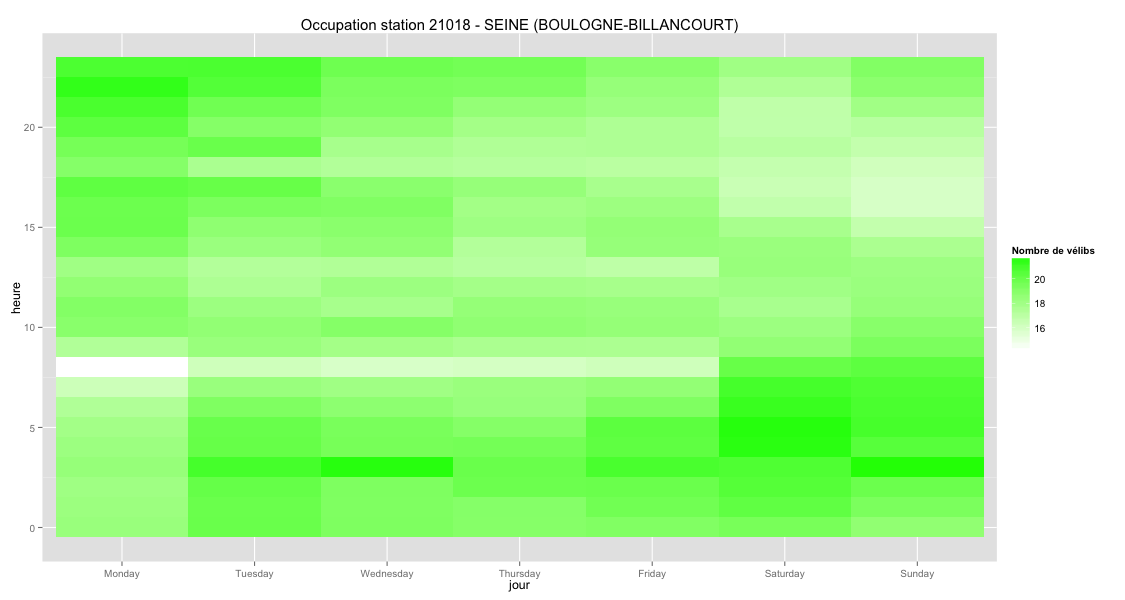 Occupation station 21018 - SEINE (BOULOGNE-BILLANCOURT)
heure
20
15
10
5
0
Monday Tuesday Wednesday Thursday Friday Saturday Sunday
jour
Nombre de vélibs
20
18
16